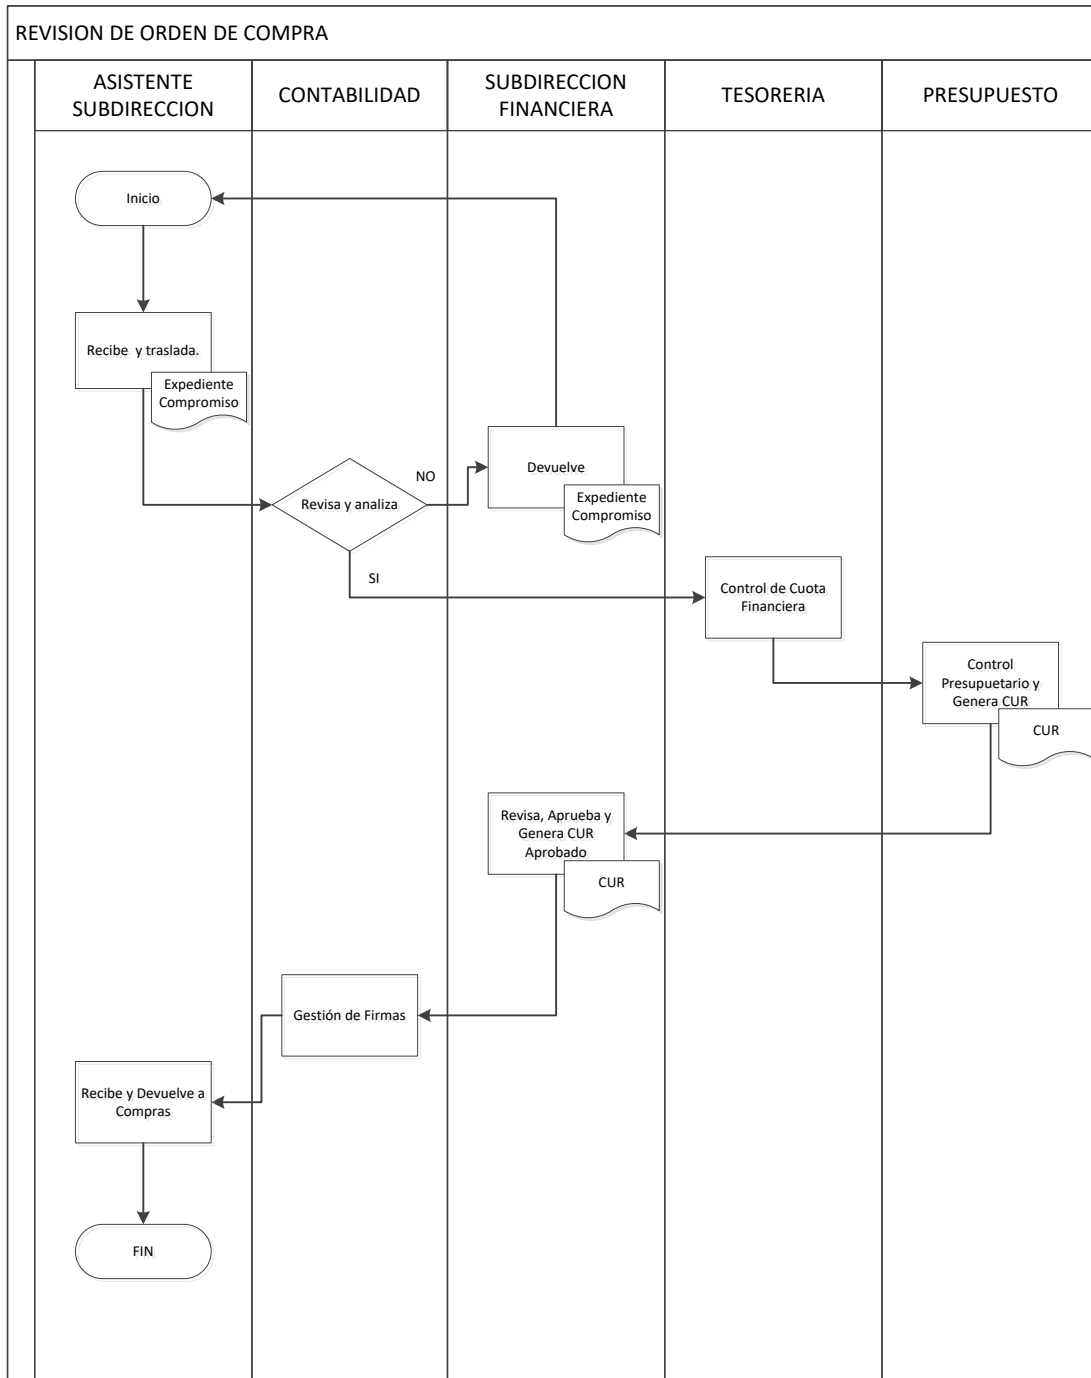 REVISION DE ORDEN DE COMPRA
ASISTENTE
SUBDIRECCION
CONTABILIDAD
SUBDIRECCION
FINANCIERA
TESORERIA
PRESUPUESTO
Inicio
Recibe y traslada.
Expediente
Compromiso
Revisa y analiza
NO
Devuelve
Expediente
Compromiso
SI
Control de Cuota
Financiera
Control
Presupuetario y
Genera CUR
CUR
Revisa, Aprueba y
Genera CUR
Aprobado
CUR
Gestión de Firmas
Recibe y Devuelve a
Compras
FIN